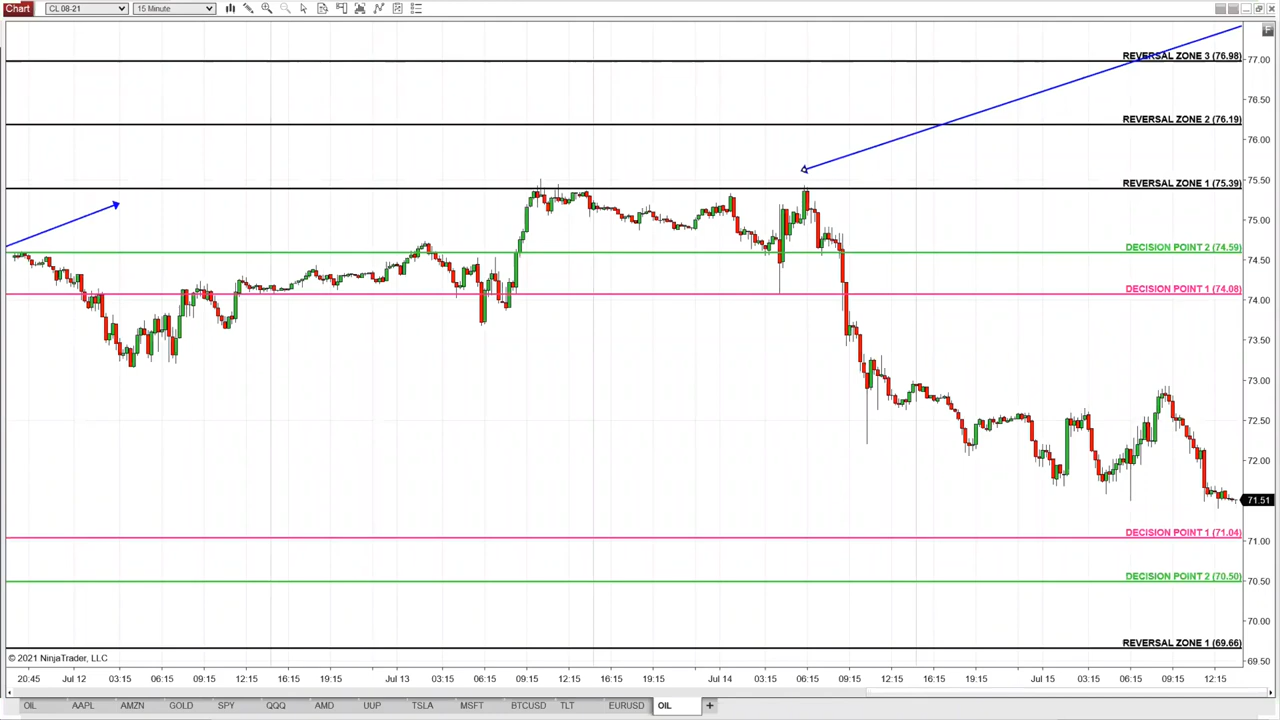 Chart CL 08-21 15 Minute
F
REVERSAL ZONE 3 (76.98)
77.00
76.50
REVERSAL ZONE 2 (76.19)
76.00
REVERSAL ZONE 1 (75.39)
75.50
75.00
DECISION POINT 2 (74.59)
74.50
DECISION POINT 1 (74.08)
74.00
73.50
73.00
72.50
72.00
71.51
DECISION POINT 1 (71.04)
71.00
DECISION POINT 2 (70.50)
70.50
70.00
REVERSAL ZONE 1 (69.66)
© 2021 NinjaTrader, LLC
69.50
20:45 Jul 12 03:15 06:15 09:15 12:15 16:15 19:15 Jul 13 03:15 06:15 09:15 12:15 16:15 19:15 Jul 14 03:15 06:15 09:15 12:15 16:15 19:15 Jul 15 03:15 06:15 09:15 12:15
OIL AAPL AMZN GOLD SPY QQQ AMD UUP TSLA MSFT BTCUSD TLT EURUSD OIL